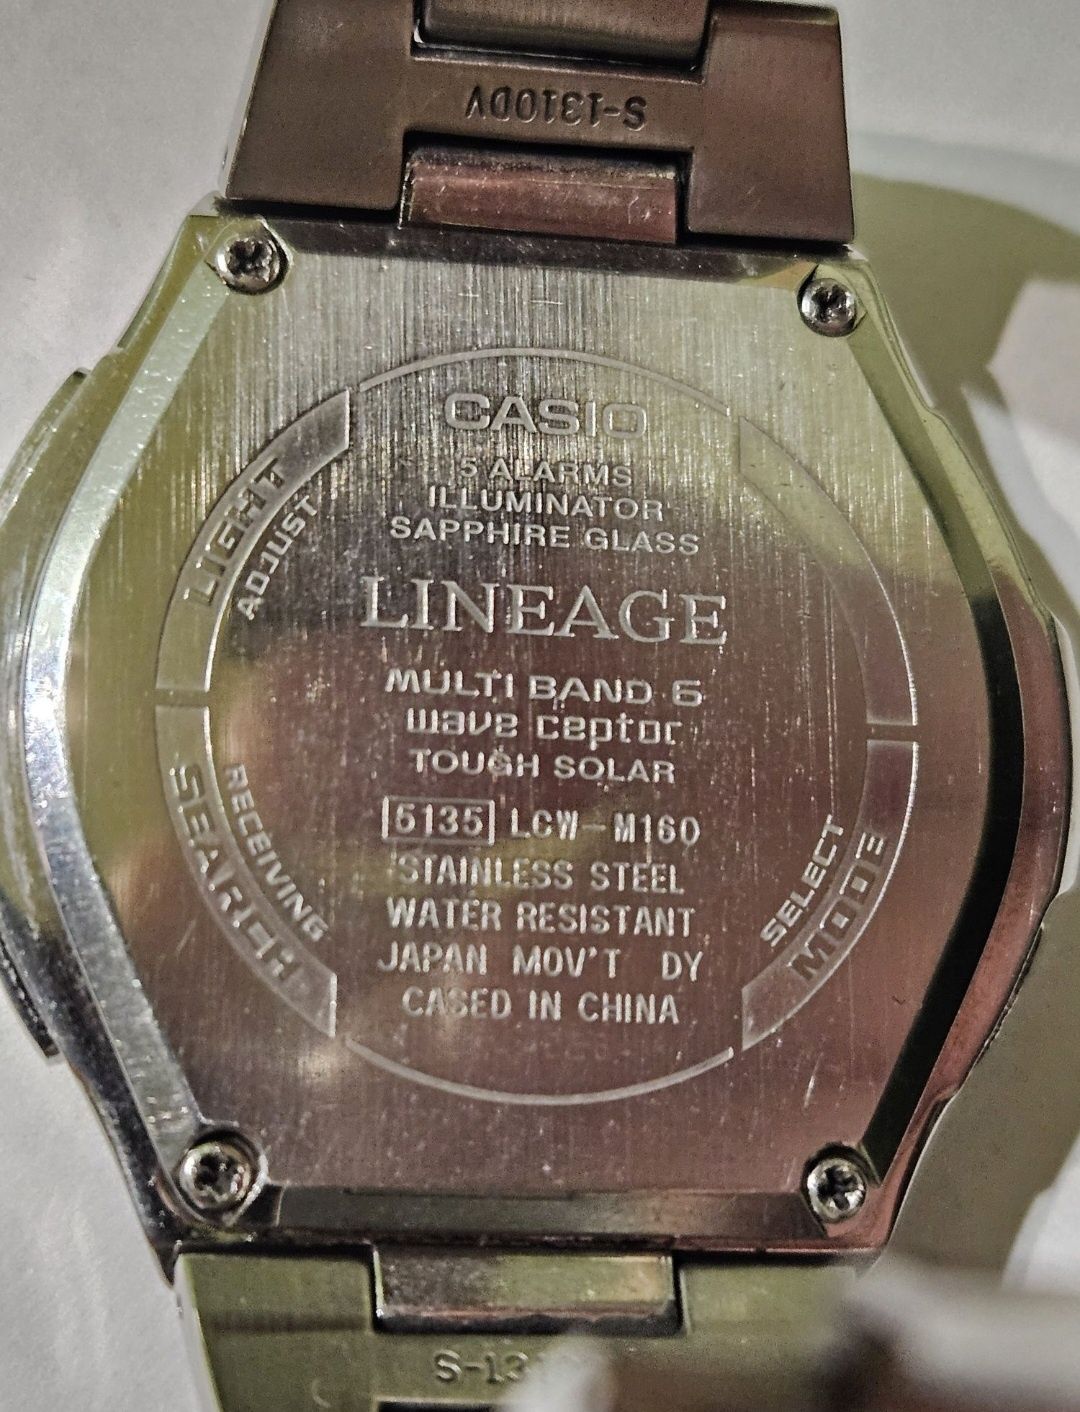 S-1310DV
CASIO
5 ALARMS
ILLUMINATOR
SAPPHIRE GLASS
LIGHT
ADJUST
LINEAGE
MULTI BAND 6
wave ceptor
TOUGH SOLAR
5135 LCW-M160
STAINLESS STEEL
WATER RESISTANT
JAPAN MOV'T DY
CASED IN CHINA
RECEIVING
SEARCH
SELECT
MODE